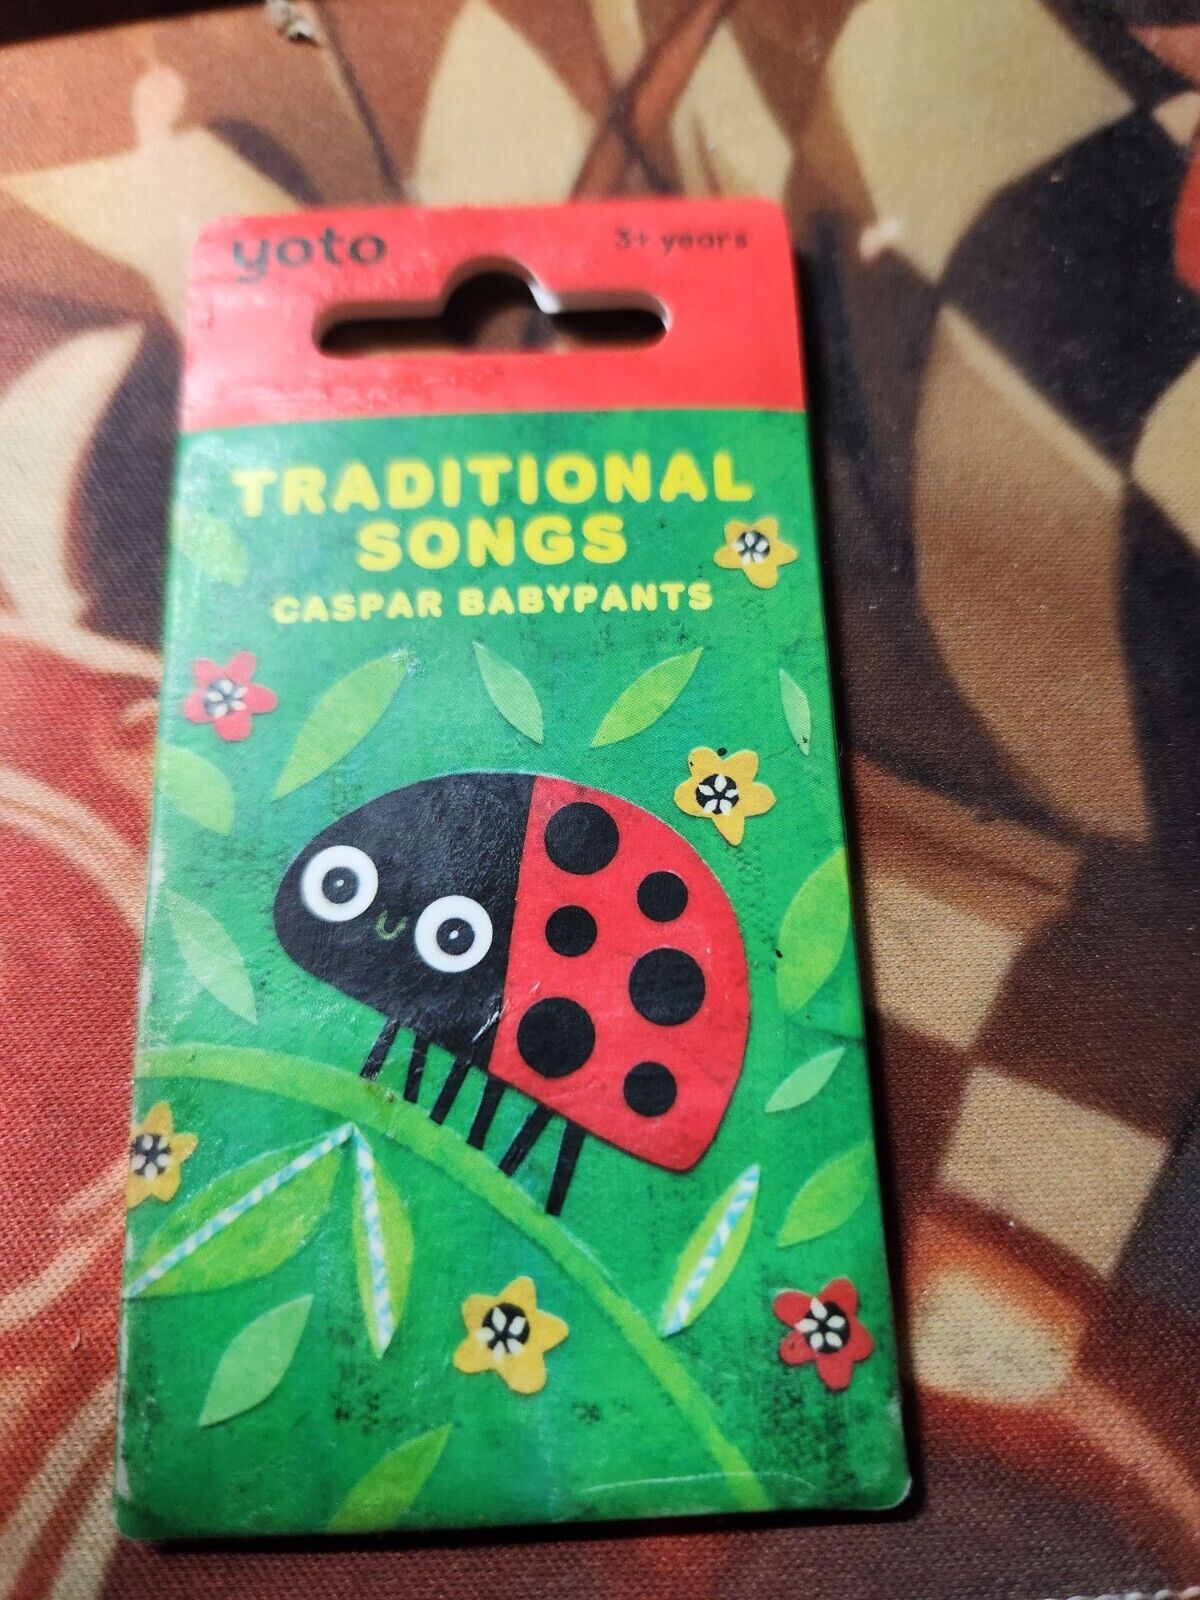 yoto
3+ years
TRADITIONAL
SONGS
CASPAR BABYPANTS